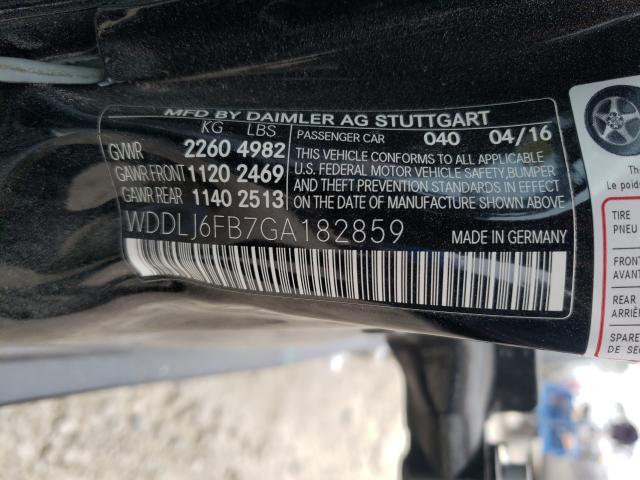 MFD BY DAIMLER AG STUTTGART
KG LBS
GVWR 2260 4982
GAWR FRONT 1120 2469
GAWR REAR 1140 2513
PASSENGER CAR 040 04/16
THIS VEHICLE CONFORMS TO ALL APPLICABLE
U.S. FEDERAL MOTOR VEHICLE SAFETY,BUMPER
AND THEFT PREVENTION STANDARDS IN EFFECT
ON THE DATE OF MANUFACTURE SHOWN ABOVE
WDDLJ6FB7GA182859
MADE IN GERMANY
The
Le poids
TIRE
PNEU
FRONT
AVANT
REAR
ARRIÈR
SPARE
DE SEC